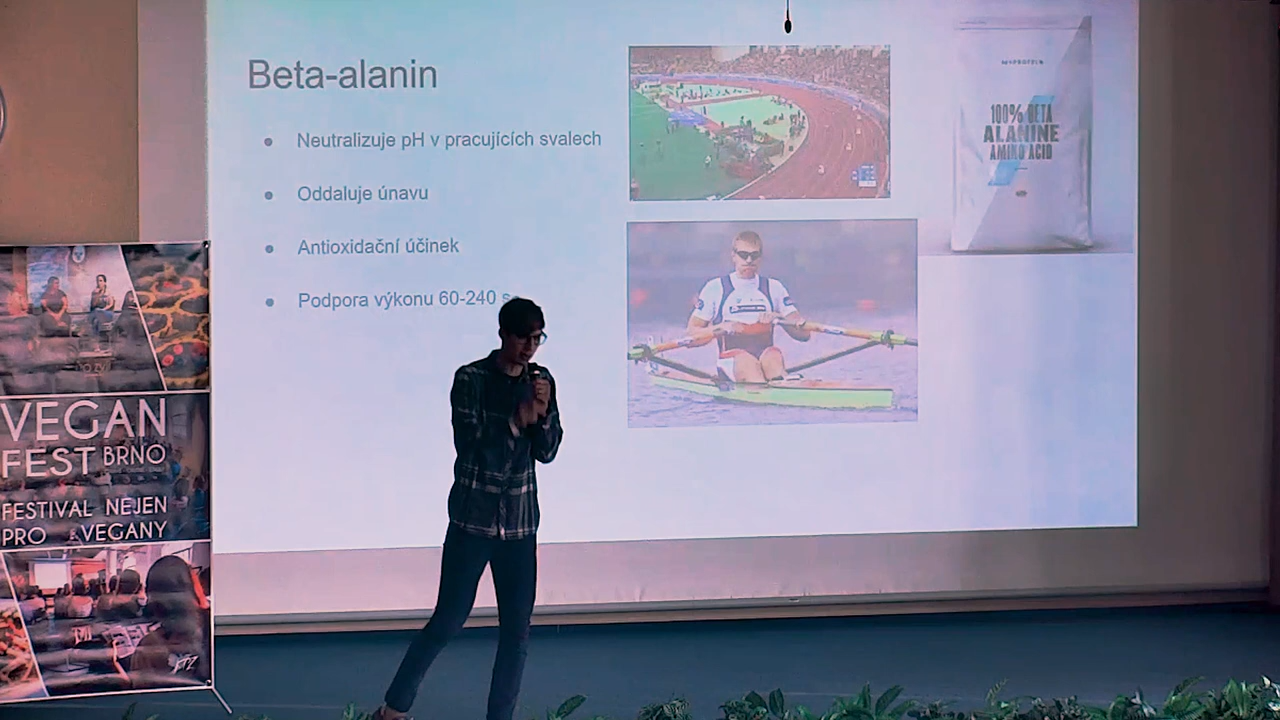 Beta-alanin
Neutralizuje pH v pracujících svalech
Oddaluje únavu
Antioxidační účinek
Podpora výkonu 60-240 s
MYPROTEIN
100% BETA
ALANINE
AMINO ACID
VEGAN
FEST BRNO
FESTIVAL NEJEN
PRO VEGANY